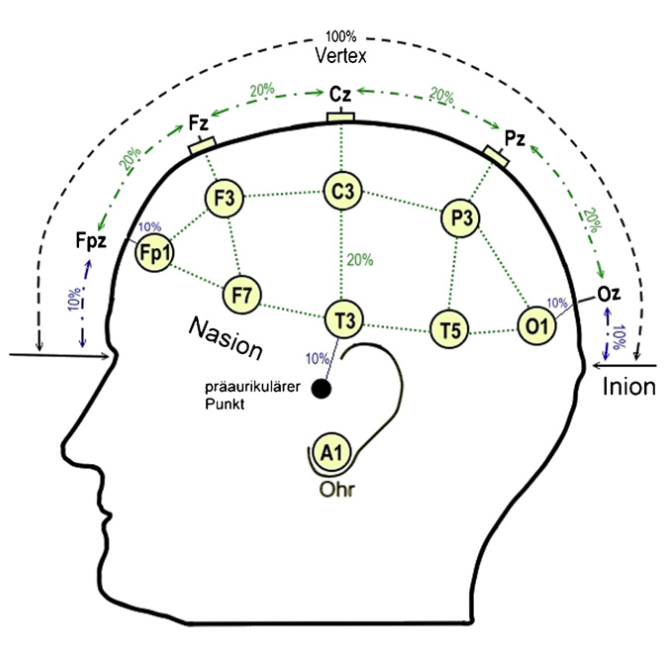 100%
Vertex
20%
Cz
20%
Fz
Pz
20%
20%
F3
C3
P3
10%
Fpz
Fp1
20%
10%
F7
T3
T5
O1
10%
Oz
10%
Nasion
10%
Inion
präaurikulärer
Punkt
A1
Ohr